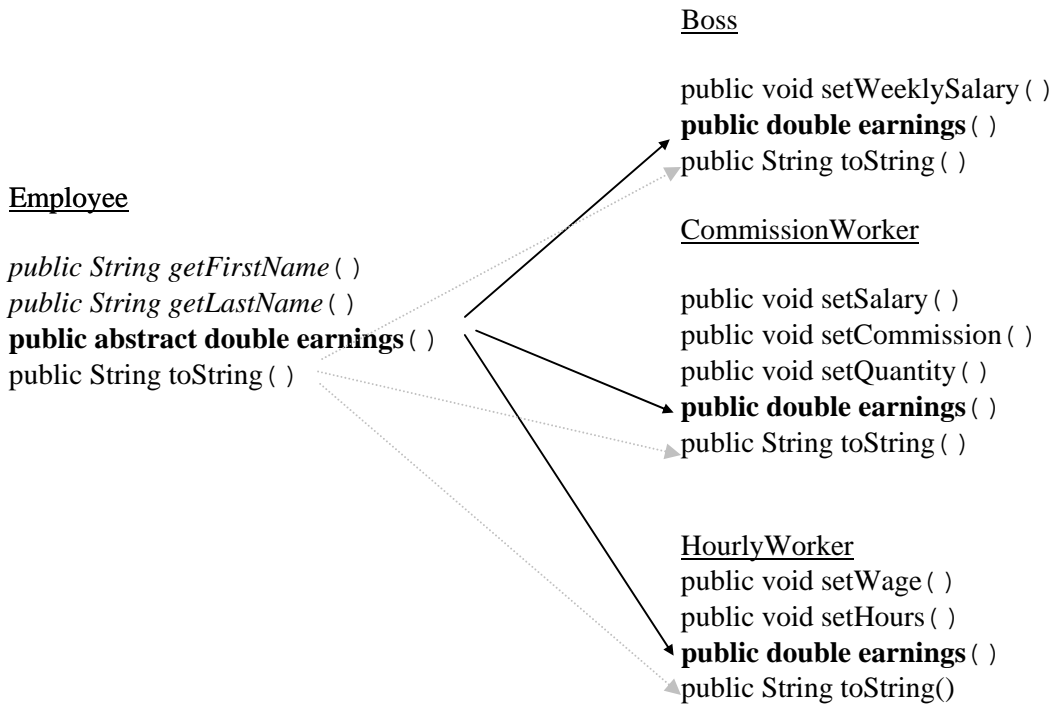 Employee
public String getFirstName( )
public String getLastName( )
public abstract double earnings( )
public String toString( )
Boss
public void setWeeklySalary( )
public double earnings( )
public String toString( )
CommissionWorker
public void setSalary( )
public void setCommission( )
public void setQuantity( )
public double earnings( )
public String toString( )
HourlyWorker
public void setWage( )
public void setHours( )
public double earnings( )
public String toString()